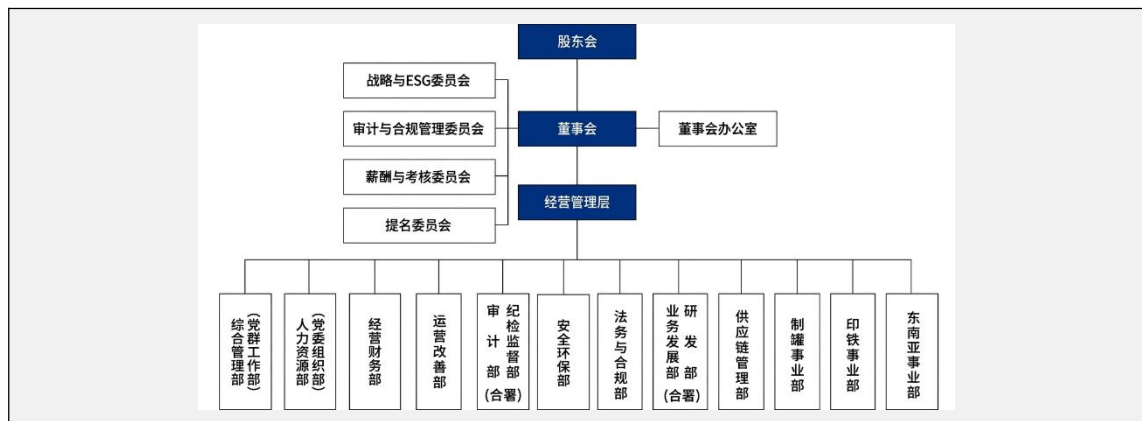 股东会
战略与ESG委员会
审计与合规管理委员会
董事会
董事会办公室
薪酬与考核委员会
经营管理层
提名委员会
综合管理部
(党群工作部)
人力资源部
(党委组织部)
经营财务部
运营改善部
审计部
纪检监督部
(合署)
安全环保部
法务与合规部
业务发展部
研发部
(合署)
供应链管理部
制罐事业部
印铁事业部
东南亚事业部